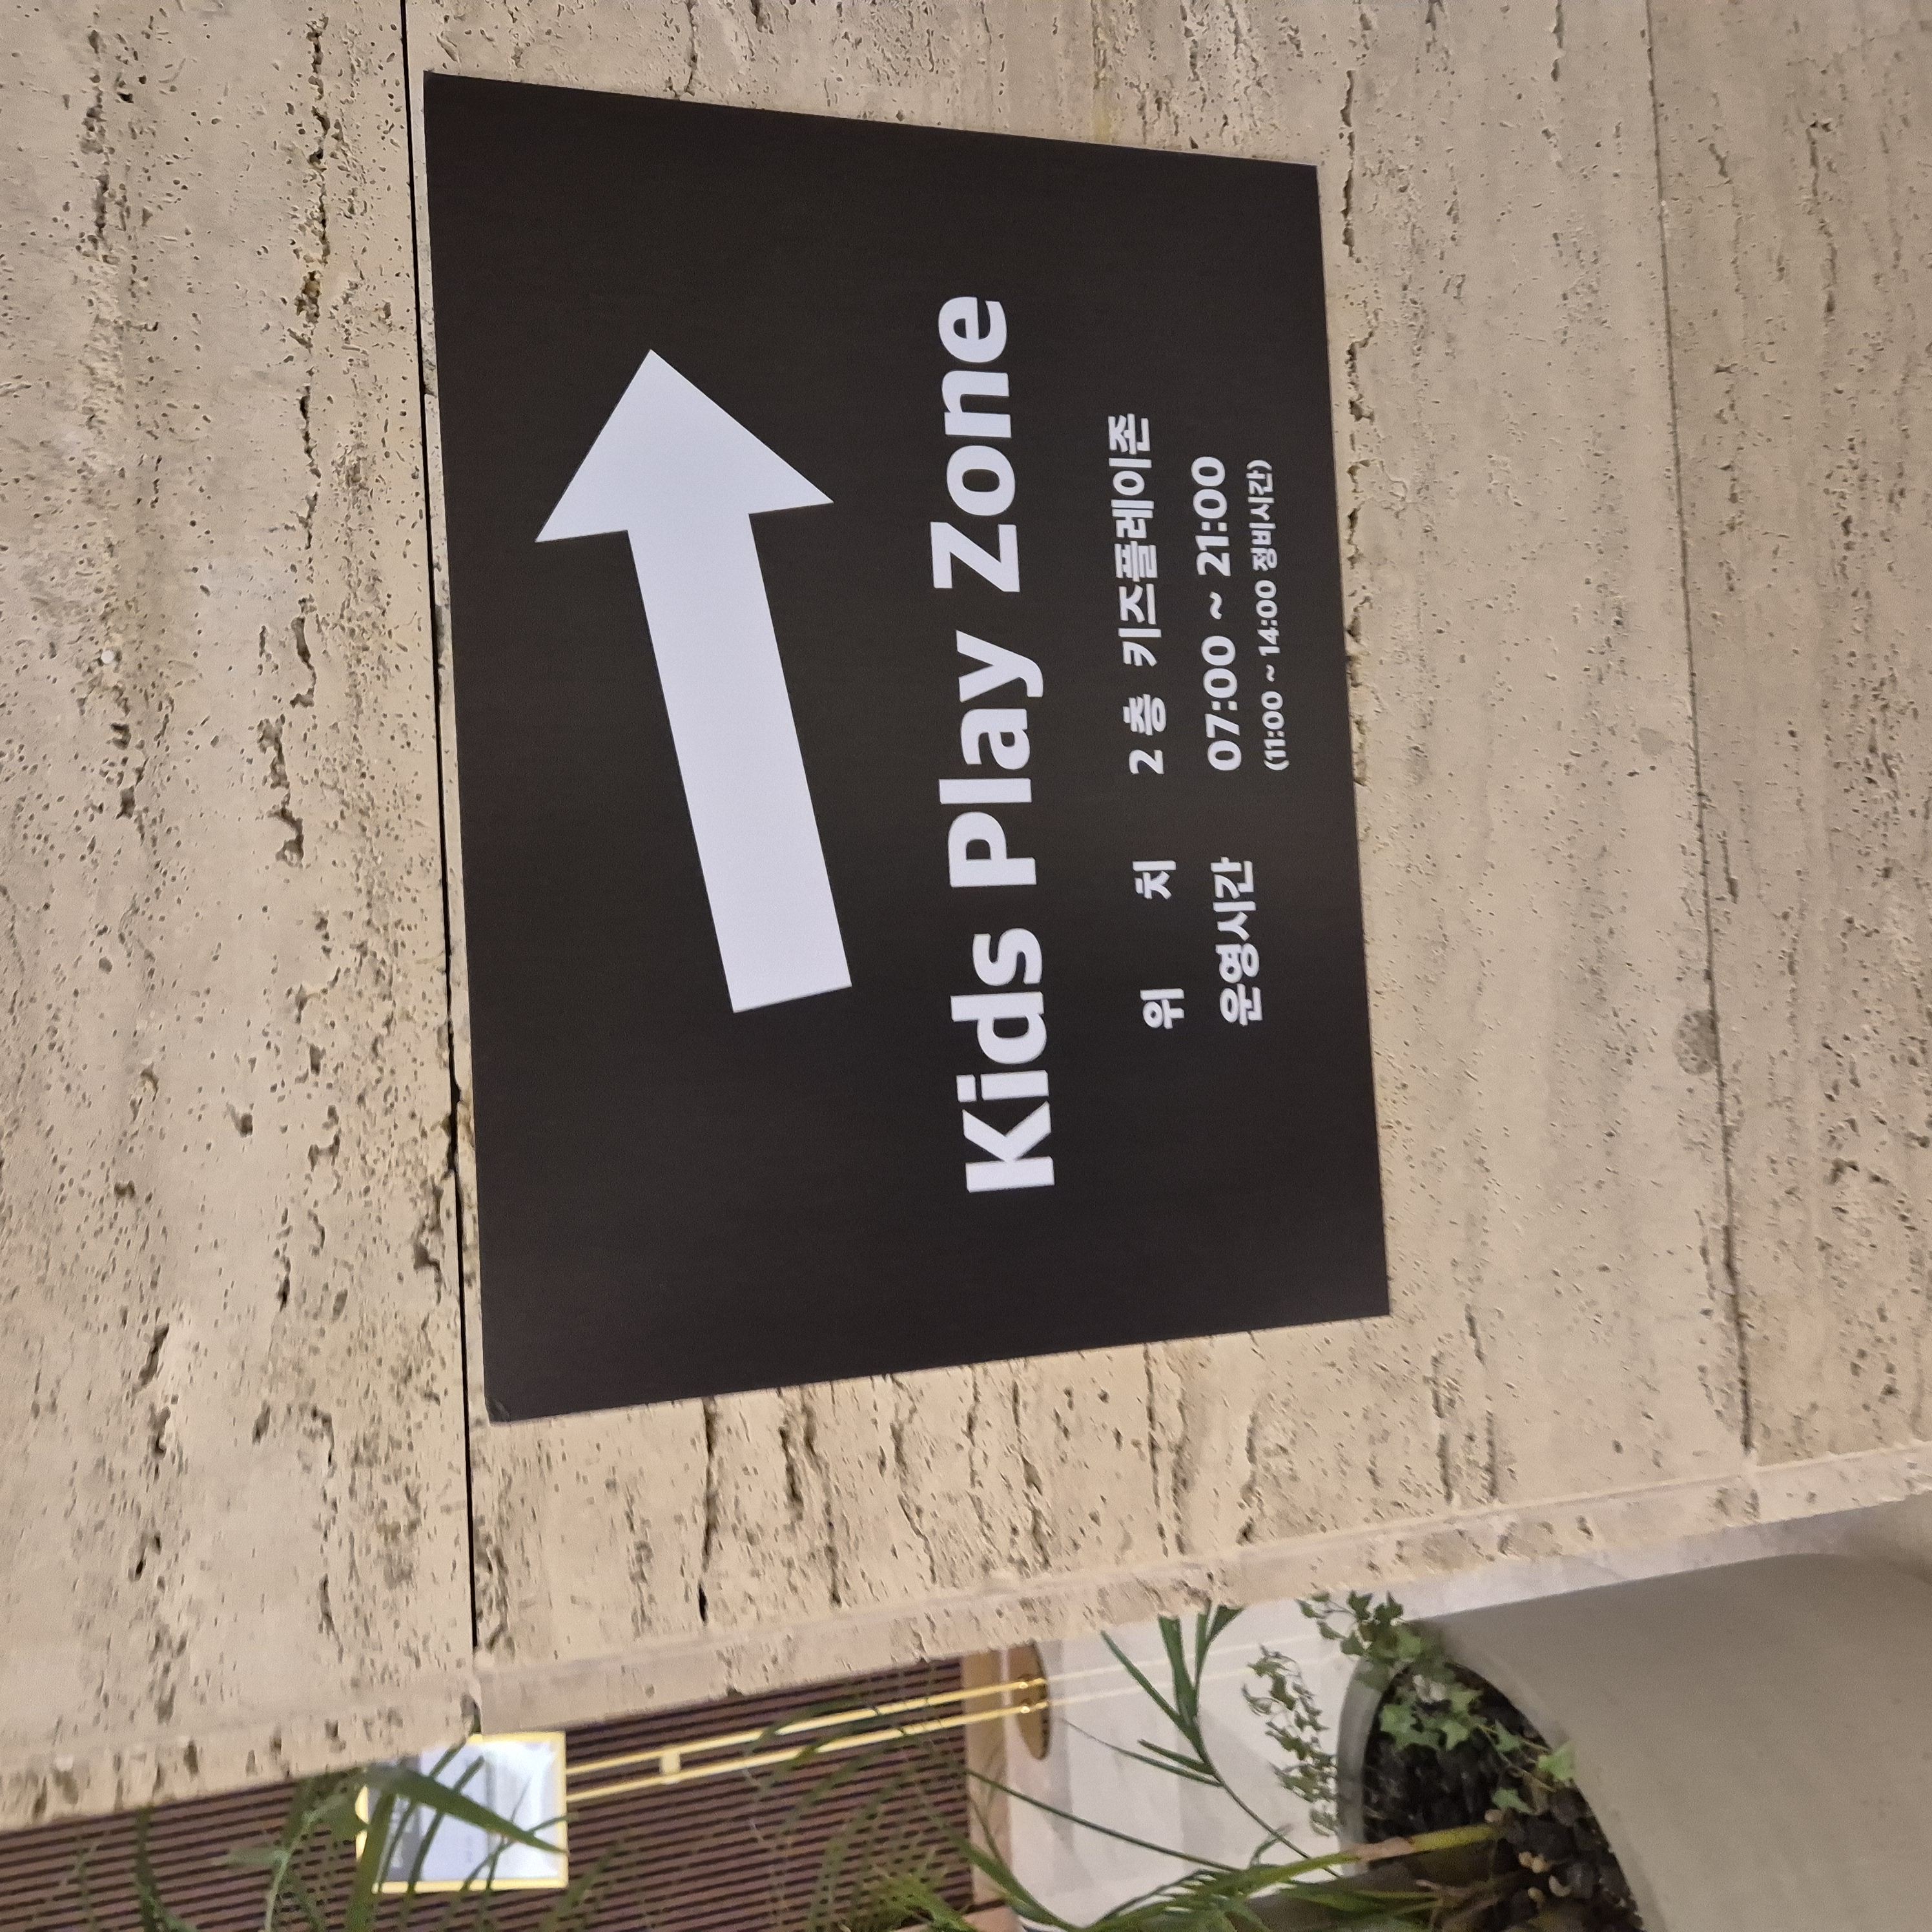 Kids Play Zone
위 치 2층 키즈플레이존
운영시간 07:00 ~ 21:00
(11:00 ~ 14:00 정비시간)